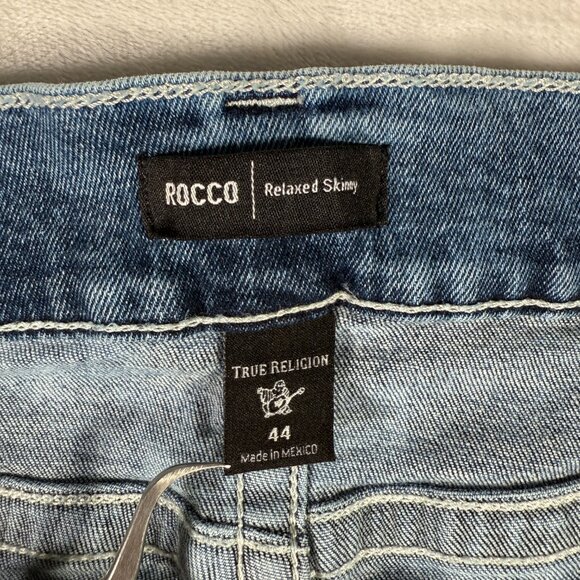 ROCCO | Relaxed Skinny
TRUE RELIGION
44
Made in MEXICO